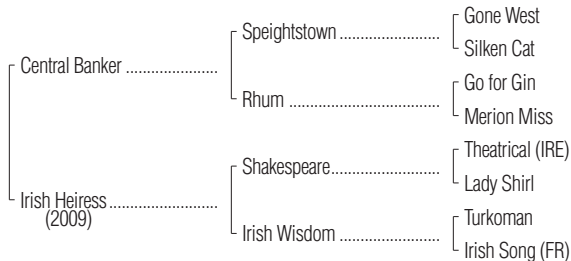 Gone West
Speightstown
Silken Cat
Central Banker
Go for Gin
Rhum
Merion Miss
Theatrical (IRE)
Shakespeare
Lady Shirl
Irish Heiress
(2009)
Turkoman
Irish Wisdom
Irish Song (FR)